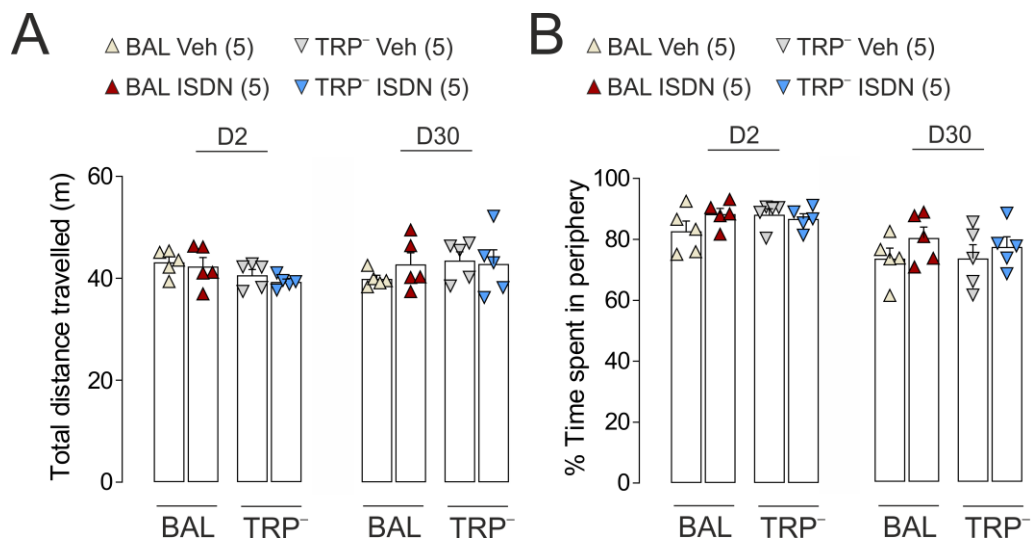 A
BAL Veh (5) TRP⁻ Veh (5)
BAL ISDN (5) TRP⁻ ISDN (5)
D2 D30
Total distance travelled (m)
60
40
20
0
BAL TRP⁻ BAL TRP⁻
B
BAL Veh (5) TRP⁻ Veh (5)
BAL ISDN (5) TRP⁻ ISDN (5)
D2 D30
% Time spent in periphery
100
80
60
40
20
0
BAL TRP⁻ BAL TRP⁻